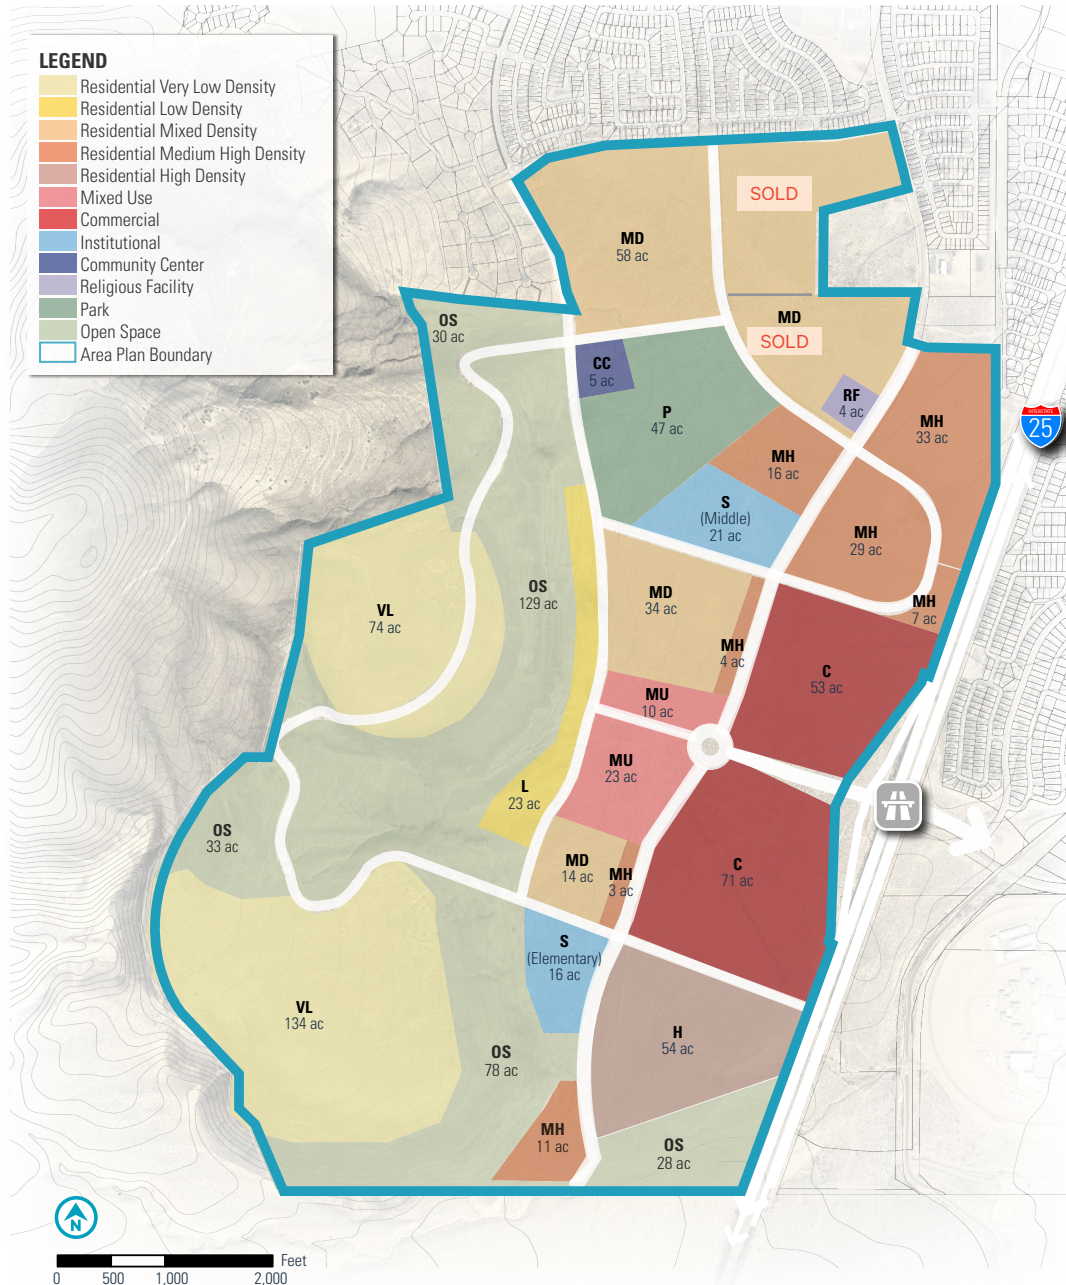 LEGEND
Residential Very Low Density
Residential Low Density
Residential Mixed Density
Residential Medium High Density
Residential High Density
Mixed Use
Commercial
Institutional
Community Center
Religious Facility
Park
Open Space
Area Plan Boundary
SOLD
MD
58 ac
MD
SOLD
OS
30 ac
CC
5 ac
RF
4 ac
P
47 ac
MH
33 ac
INTERSTATE
25
MH
16 ac
S
(Middle)
21 ac
MH
29 ac
VL
74 ac
OS
129 ac
MD
34 ac
MH
7 ac
MH
4 ac
C
53 ac
MU
10 ac
MU
23 ac
L
23 ac
OS
33 ac
MD
14 ac
MH
3 ac
C
71 ac
S
(Elementary)
16 ac
VL
134 ac
H
54 ac
OS
78 ac
MH
11 ac
OS
28 ac
N
Feet
0 500 1,000 2,000